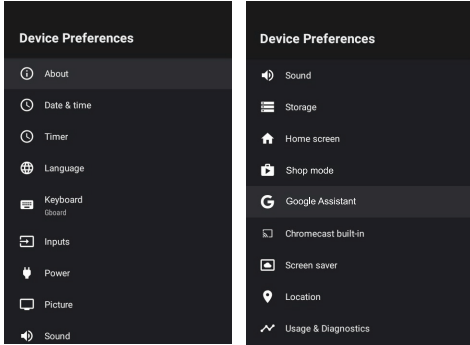 Device Preferences
About
Date & time
Timer
Language
Keyboard
Gboard
Inputs
Power
Picture
Sound
Device Preferences
Sound
Storage
Home screen
Shop mode
Google Assistant
Chromecast built-in
Screen saver
Location
Usage & Diagnostics